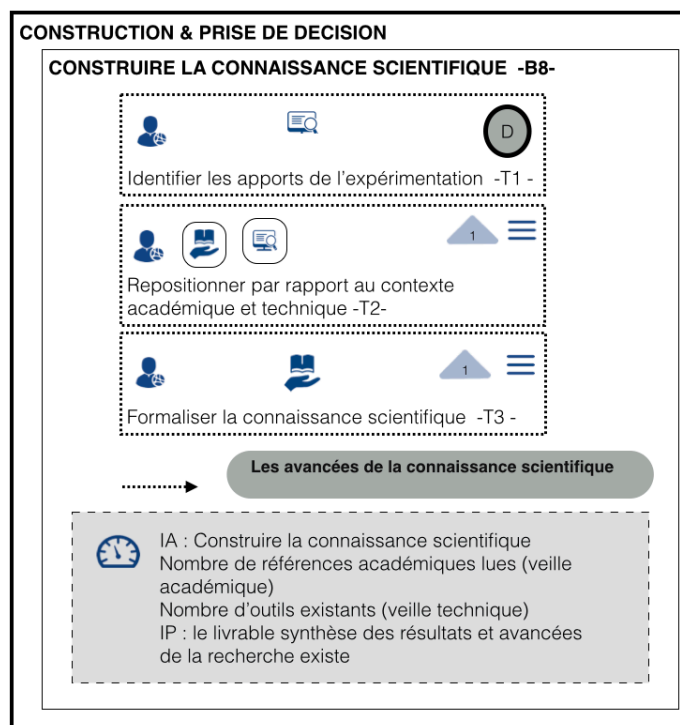 CONSTRUCTION & PRISE DE DECISION
CONSTRUIRE LA CONNAISSANCE SCIENTIFIQUE -B8-
D
Identifier les apports de l'expérimentation -T1 -
1
Repositionner par rapport au contexte
académique et technique -T2-
1
Formaliser la connaissance scientifique -T3 -
Les avancées de la connaissance scientifique
IA : Construire la connaissance scientifique
Nombre de références académiques lues (veille
académique)
Nombre d'outils existants (veille technique)
IP : le livrable synthèse des résultats et avancées
de la recherche existe